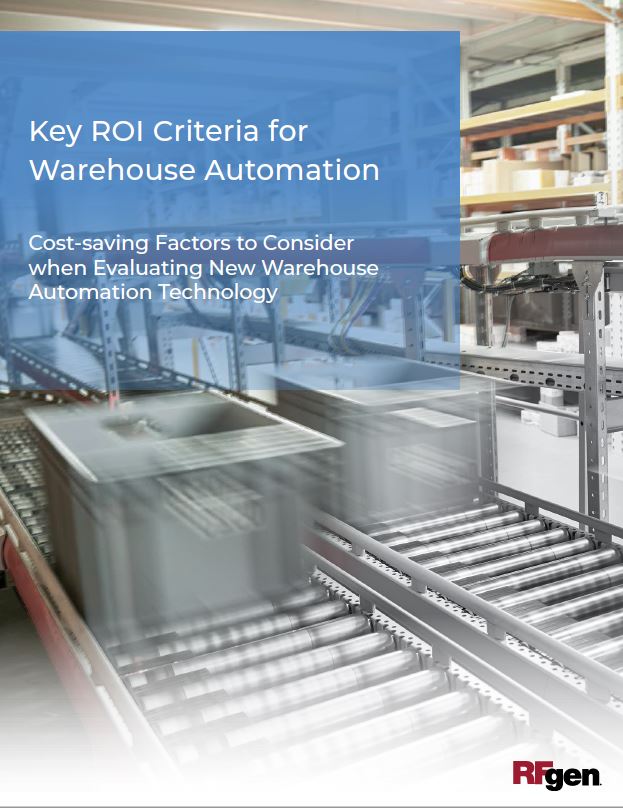 Key ROI Criteria for
Warehouse Automation
Cost-saving Factors to Consider
when Evaluating New Warehouse
Automation Technology
RFgen